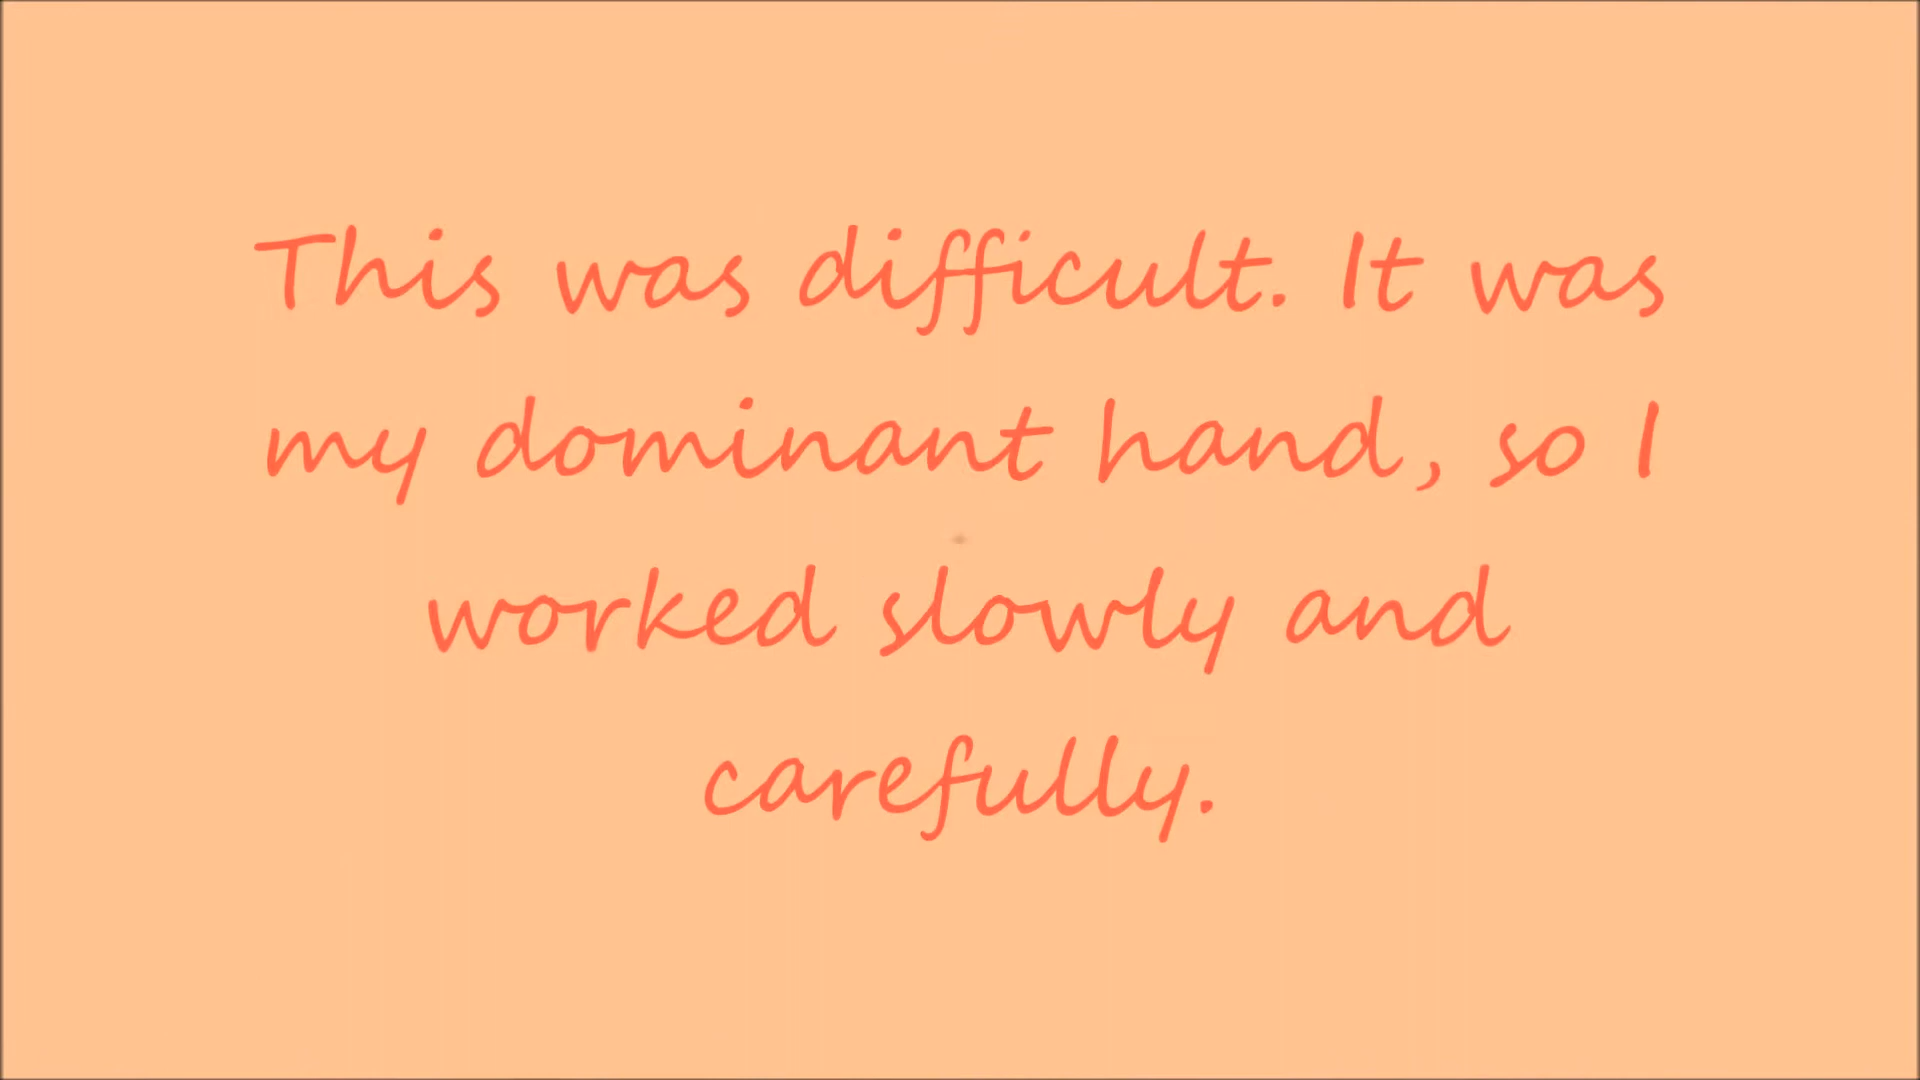 This was difficult. It was
my dominant hand, so I
worked slowly and
carefully.